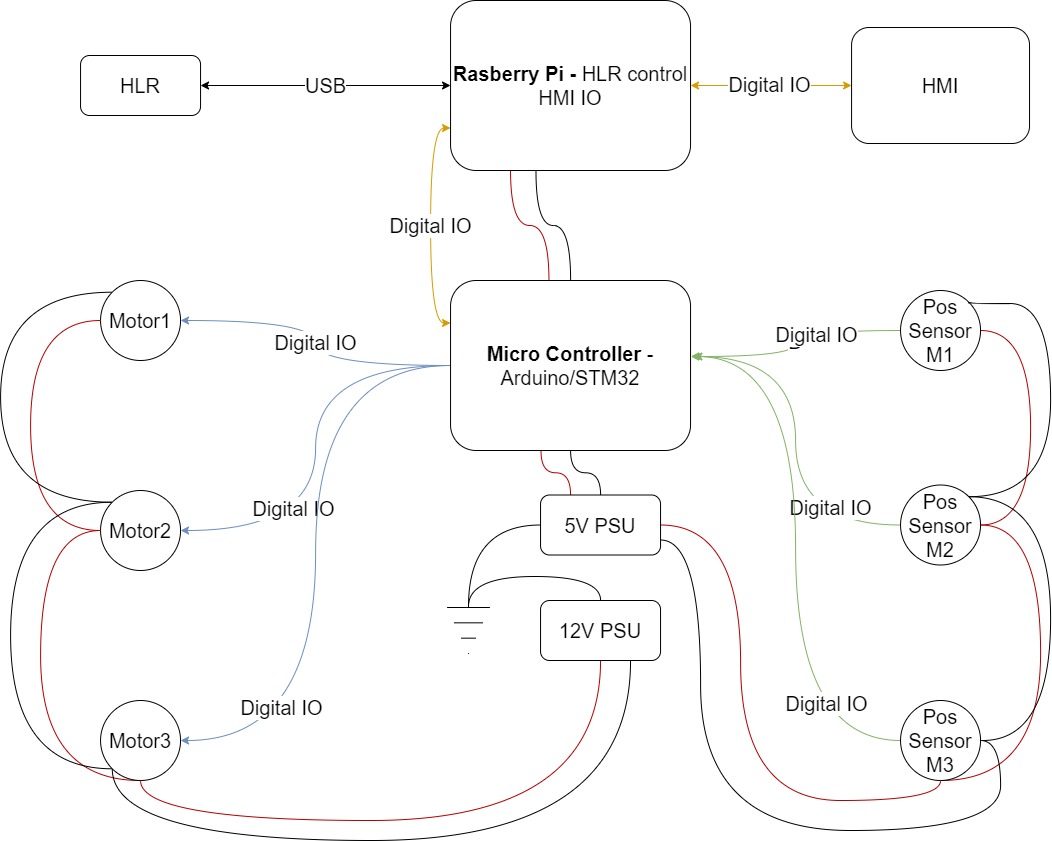 HLR
USB
Rasberry Pi - HLR control
HMI IO
Digital IO
HMI
Digital IO
Motor1
Digital IO
Micro Controller -
Arduino/STM32
Digital IO
Pos
Sensor
M1
Motor2
Digital IO
5V PSU
Digital IO
Pos
Sensor
M2
12V PSU
Motor3
Digital IO
Digital IO
Pos
Sensor
M3